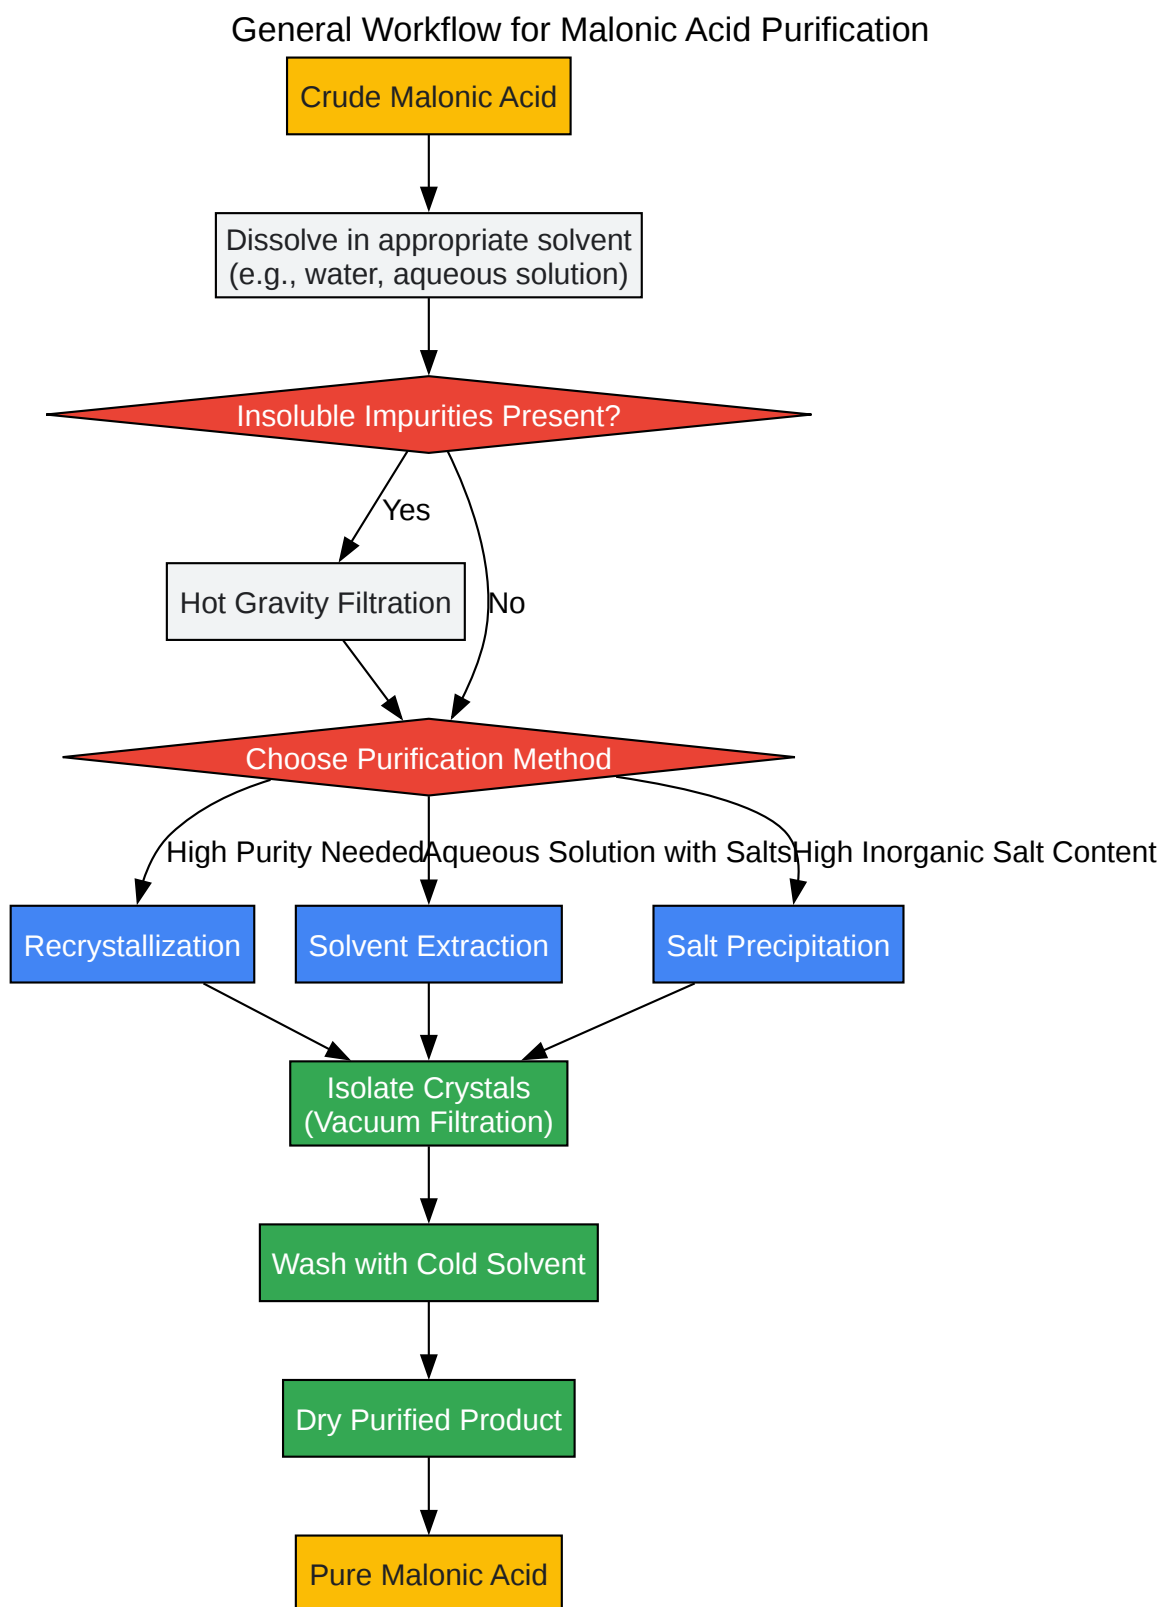 General Workflow for Malonic Acid Purification
Crude Malonic Acid
Dissolve in appropriate solvent
(e.g., water, aqueous solution)
Insoluble Impurities Present?
Yes
Hot Gravity Filtration
No
Choose Purification Method
High Purity Needed
Aqueous Solution with Salts
High Inorganic Salt Content
Recrystallization
Solvent Extraction
Salt Precipitation
Isolate Crystals
(Vacuum Filtration)
Wash with Cold Solvent
Dry Purified Product
Pure Malonic Acid